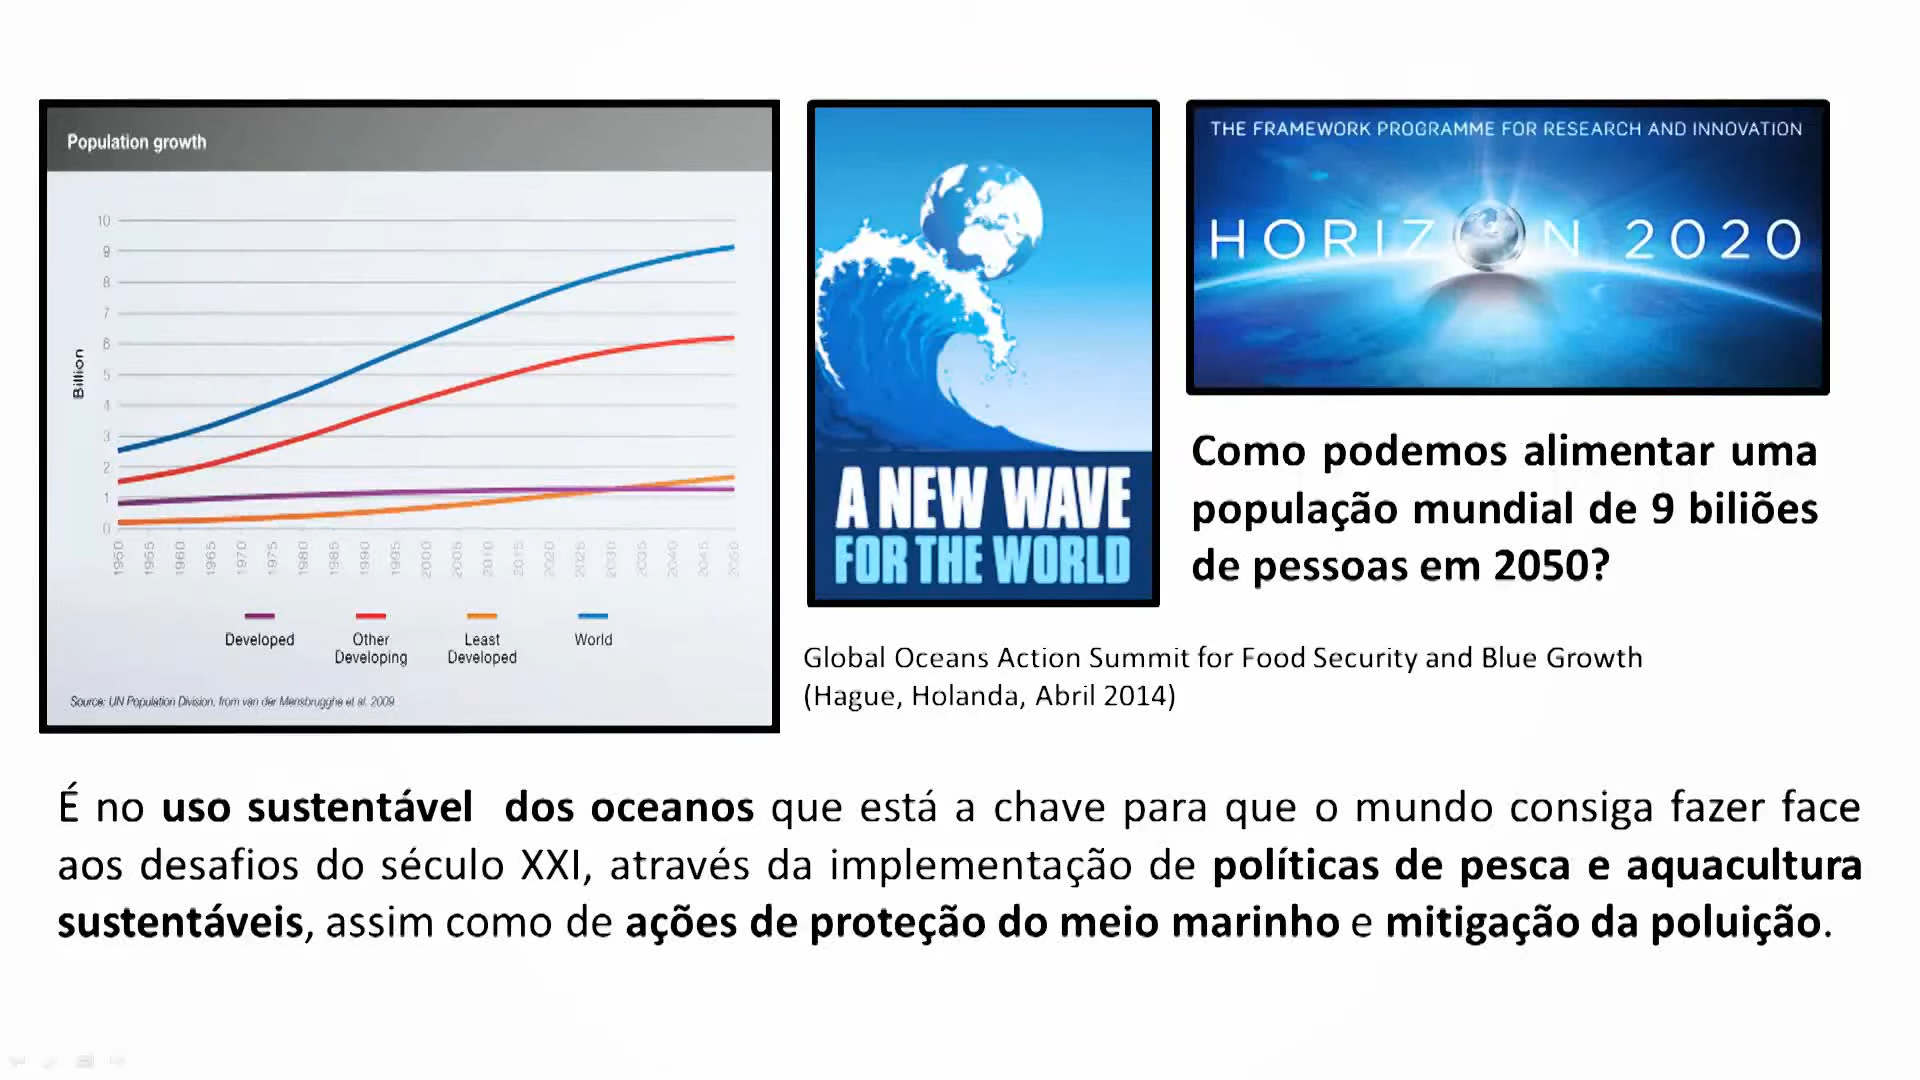 Population growth
10
9
8
7
6
5
4
3
2
1
0
Billion
1950 1955 1960 1965 1970 1975 1980 1985 1990 1995 2000 2005 2010 2015 2020 2025 2030 2035 2040 2045 2050
Developed
Other
Developing
Least
Developed
World
Source: UN Population Division, from van der Mensbrugghe et al. 2009
A NEW WAVE
FOR THE WORLD
THE FRAMEWORK PROGRAMME FOR RESEARCH AND INNOVATION
HORIZON 2020
Como podemos alimentar uma
população mundial de 9 biliões
de pessoas em 2050?
Global Oceans Action Summit for Food Security and Blue Growth
(Hague, Holanda, Abril 2014)
É no uso sustentável dos oceanos que está a chave para que o mundo consiga fazer face
aos desafios do século XXI, através da implementação de políticas de pesca e aquacultura
sustentáveis, assim como de ações de proteção do meio marinho e mitigação da poluição.